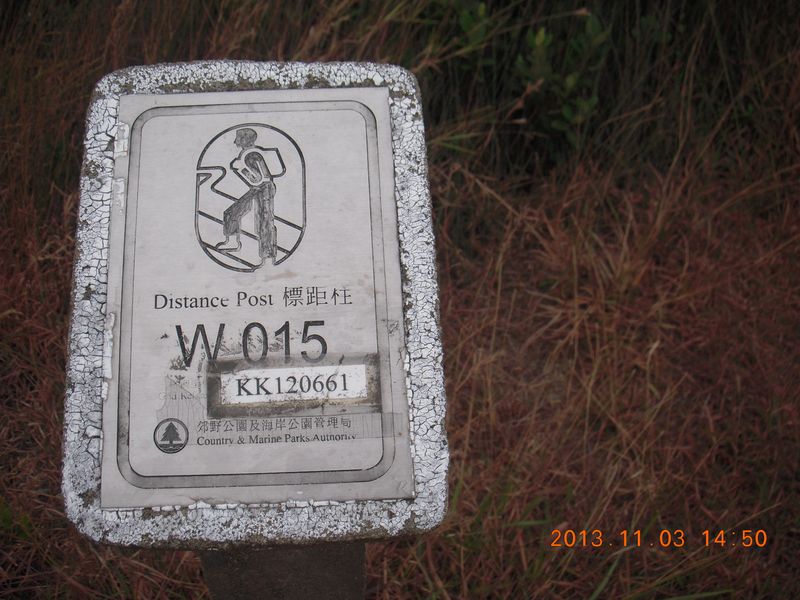 Distance Post 標距柱
W 015
KK120661
郊野公園及海岸公園管理局
Country & Marine Parks Authority
2013.11.03 14:50